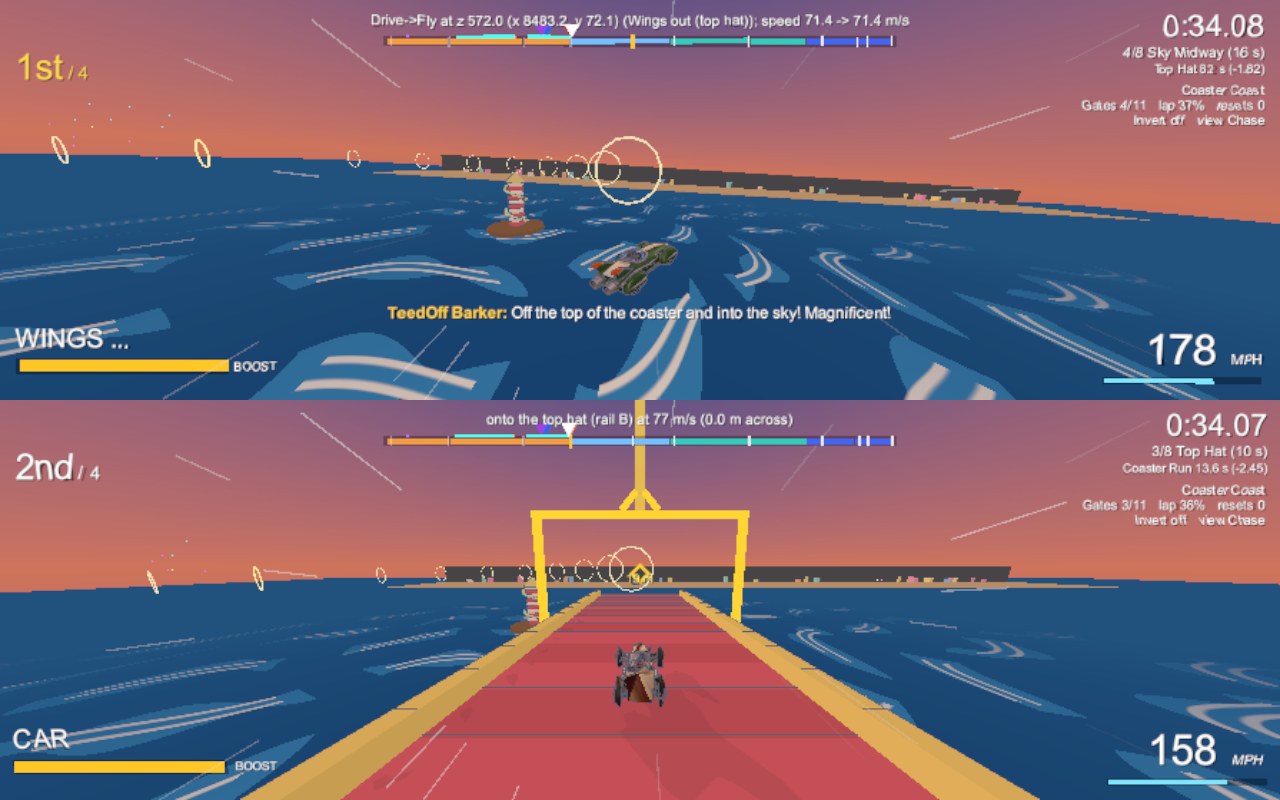 Drive->Fly at z 572.0 (x 8483.2, y 72.1) (Wings out (top hat)); speed 71.4 -> 71.4 m/s
0:34.08
1st / 4
4/8 Sky Midway (16 s)
Top Hat 82 s (-1.82)
Coaster Coast
Gates 4/11 lap 37% resets 0
Invert off view Chase
TeedOff Barker: Off the top of the coaster and into the sky! Magnificent!
WINGS ...
BOOST
178 MPH
onto the top hat (rail B) at 77 m/s (0.0 m across)
0:34.07
2nd / 4
3/8 Top Hat (10 s)
Coaster Run 13.6 s (-2.45)
Coaster Coast
Gates 3/11 lap 36% resets 0
Invert off view Chase
CAR
BOOST
158 MPH